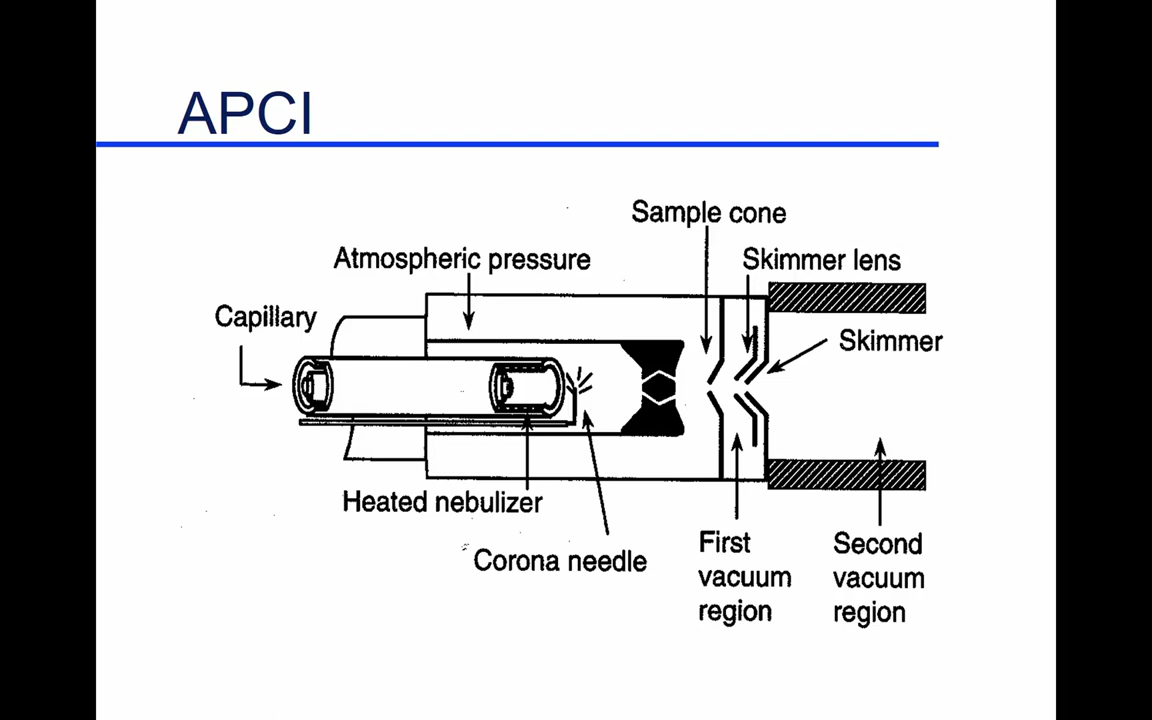 APCI
Sample cone
Atmospheric pressure
Skimmer lens
Capillary
Skimmer
Heated nebulizer
Corona needle
First
vacuum
region
Second
vacuum
region